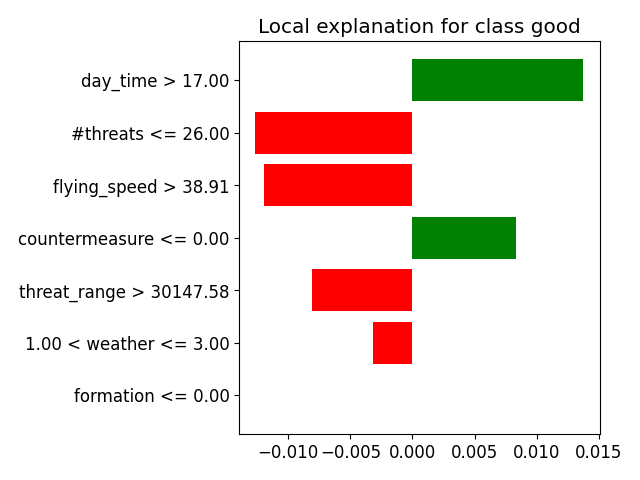 Local explanation for class good
day_time > 17.00
#threats <= 26.00
flying_speed > 38.91
countermeasure <= 0.00
threat_range > 30147.58
1.00 < weather <= 3.00
formation <= 0.00
−0.010 −0.005 0.000 0.005 0.010 0.015